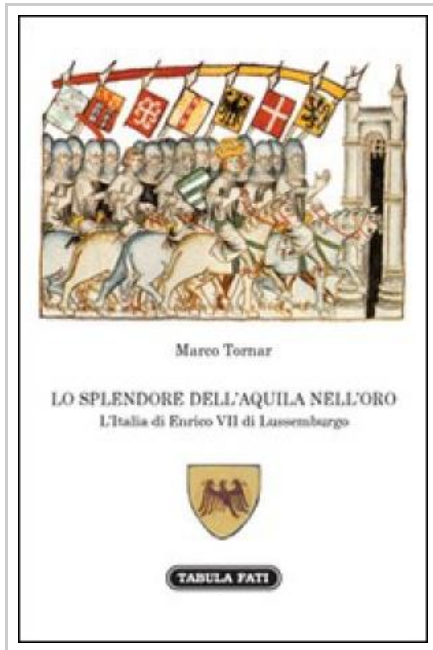 Marco Tornar
LO SPLENDORE DELL'AQUILA NELL'ORO
L'Italia di Enrico VII di Lussemburgo
TABULA FATI